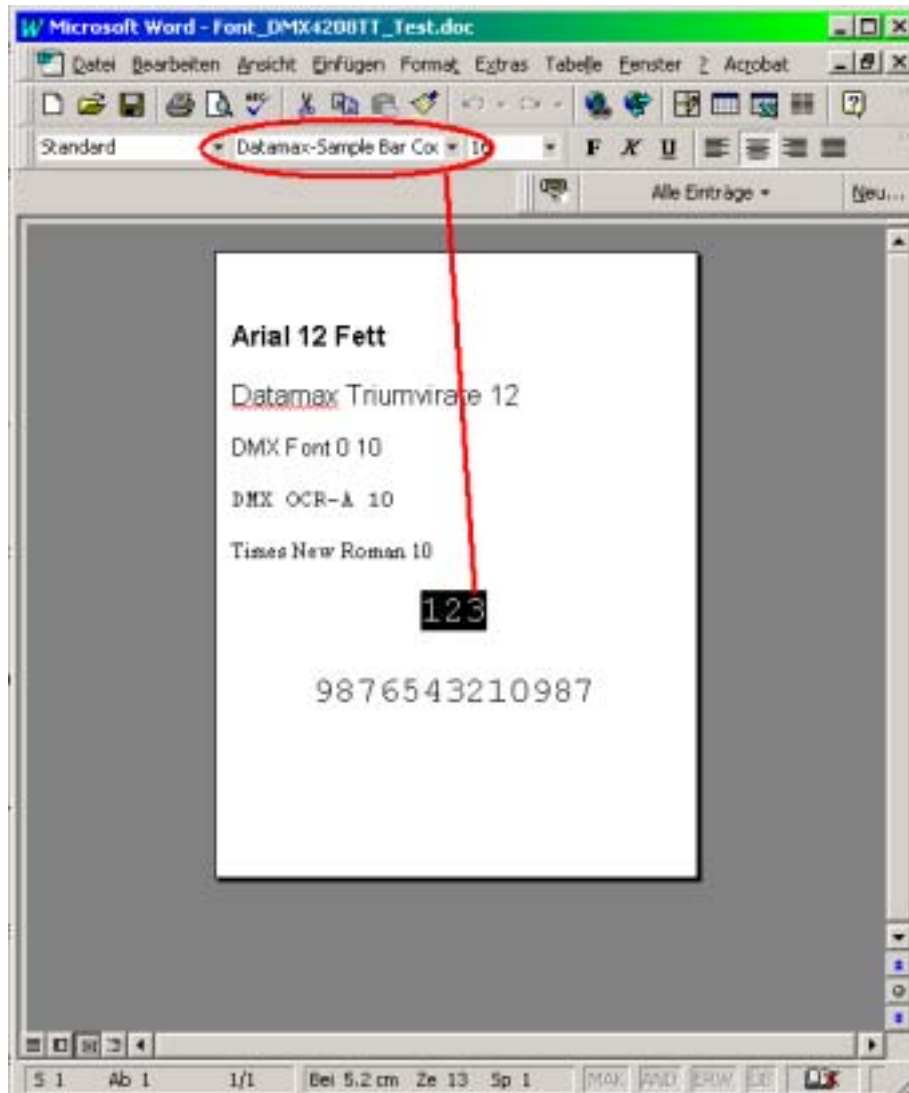 Microsoft Word - Font_DMX4208TT_Test.doc
Datei Bearbeiten Ansicht Einfügen Format Extras Tabelle Fenster ? Acrobat
Standard Datamax-Sample Bar Co 16 F K U
Alle Einträge Neu...
Arial 12 Fett
Datamax Triumvirate 12
DMX Font 0 10
DMX OCR-A 10
Times New Roman 10
123
9876543210987
S 1 Ab 1 1/1 Bei 5.2 cm Ze 13 Sp 1 MAK ÄND ERW ÜB